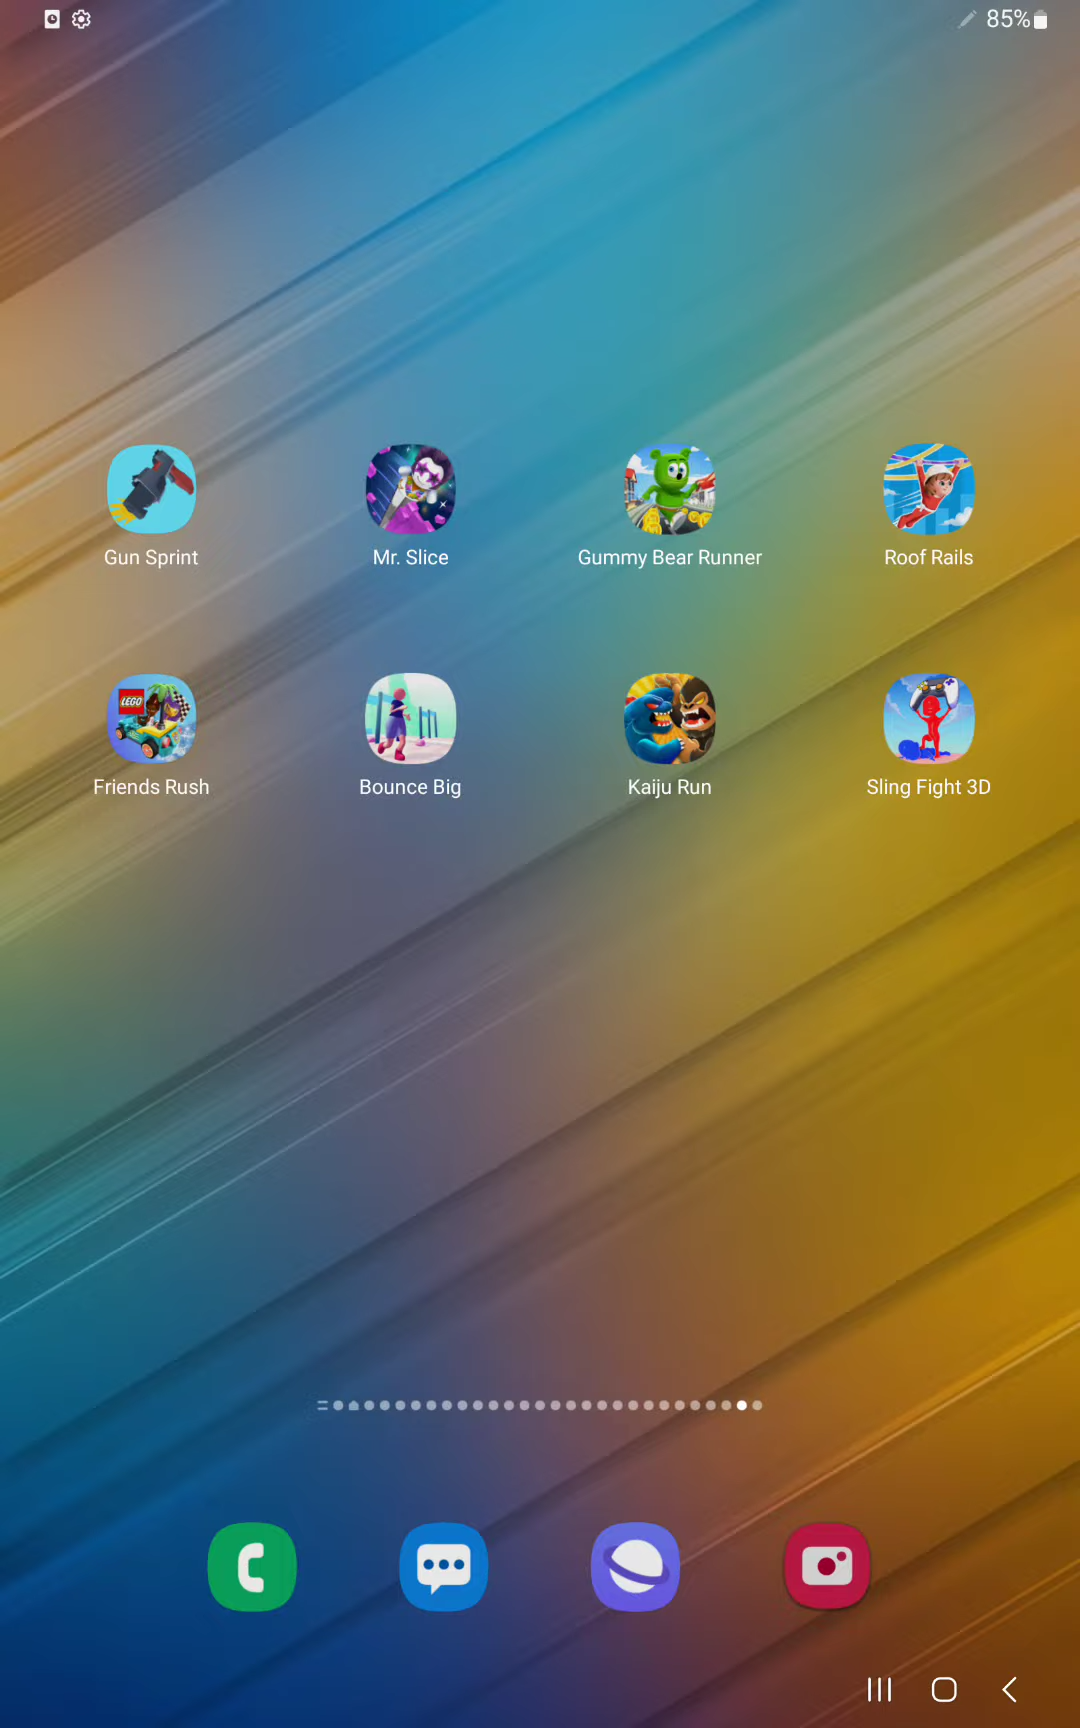 85%
Gun Sprint
Mr. Slice
Gummy Bear Runner
Roof Rails
LEGO
Friends Rush
Bounce Big
Kaiju Run
Sling Fight 3D